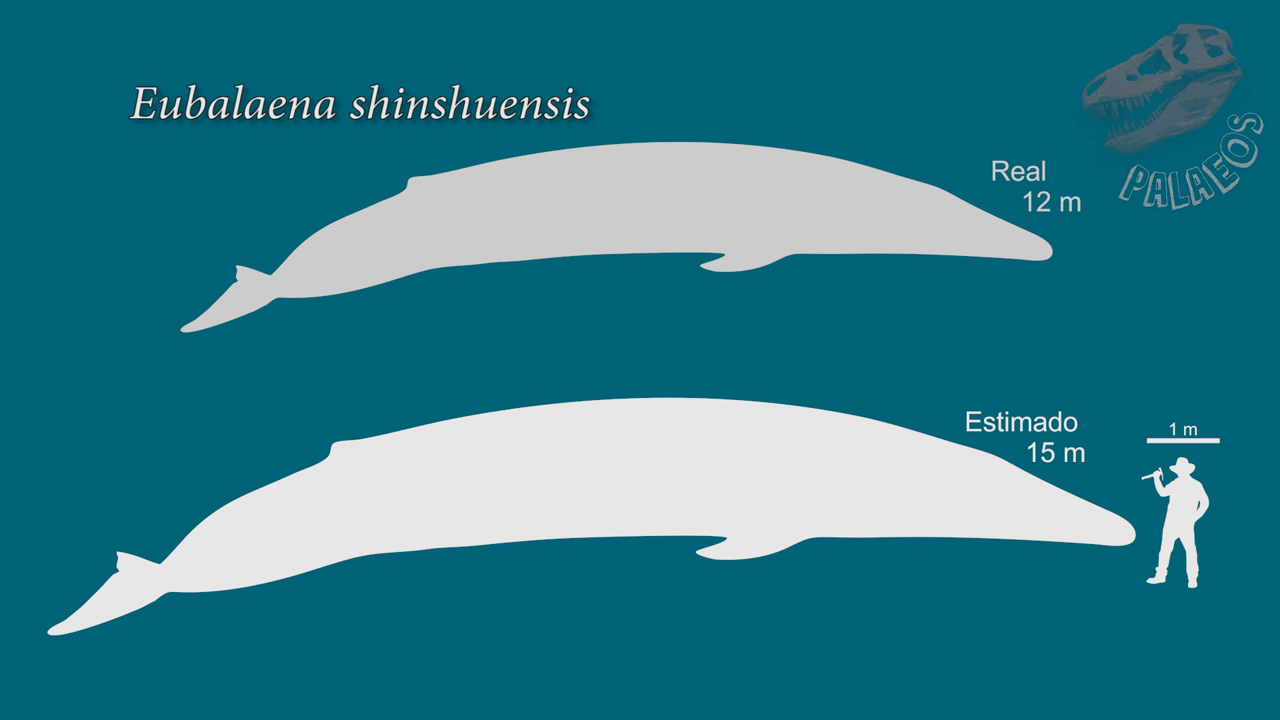 Eubalaena shinshuensis
PALAEOS
Real
12 m
Estimado
15 m
1 m